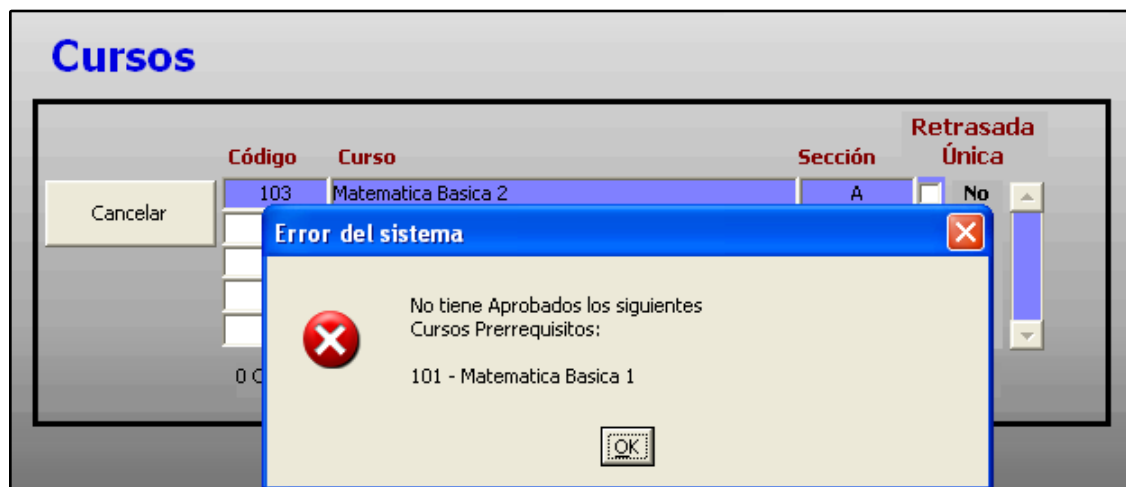 Cursos
Retrasada
Código Curso Sección Única
103 Matematica Basica 2 A No
Cancelar
Error del sistema
No tiene Aprobados los siguientes
Cursos Prerrequisitos:
101 - Matematica Basica 1
0
OK